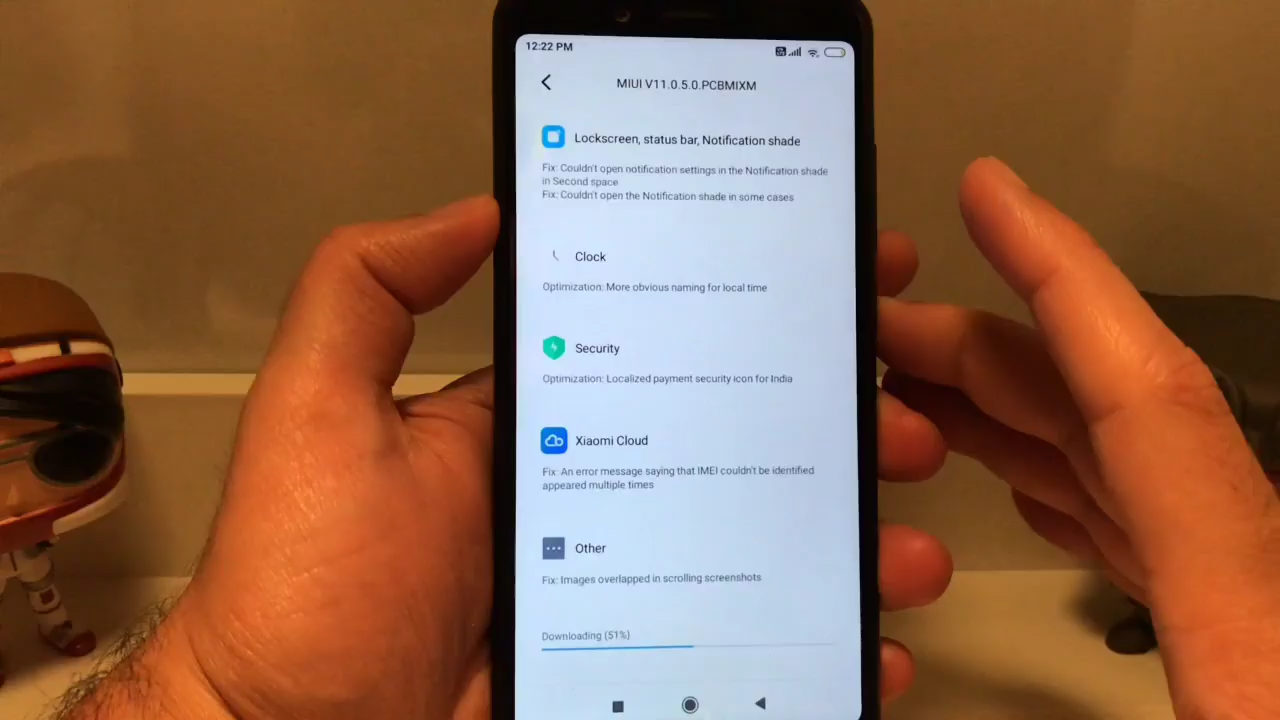 12:22 PM
MIUI V11.0.5.0.PCBMIXM
Lockscreen, status bar, Notification shade
Fix: Couldn't open notification settings in the Notification shade
in Second space
Fix: Couldn't open the Notification shade in some cases
Clock
Optimization: More obvious naming for local time
Security
Optimization: Localized payment security icon for India
Xiaomi Cloud
Fix: An error message saying that IMEI couldn't be identified
appeared multiple times
Other
Fix: Images overlapped in scrolling screenshots
Downloading (51%)